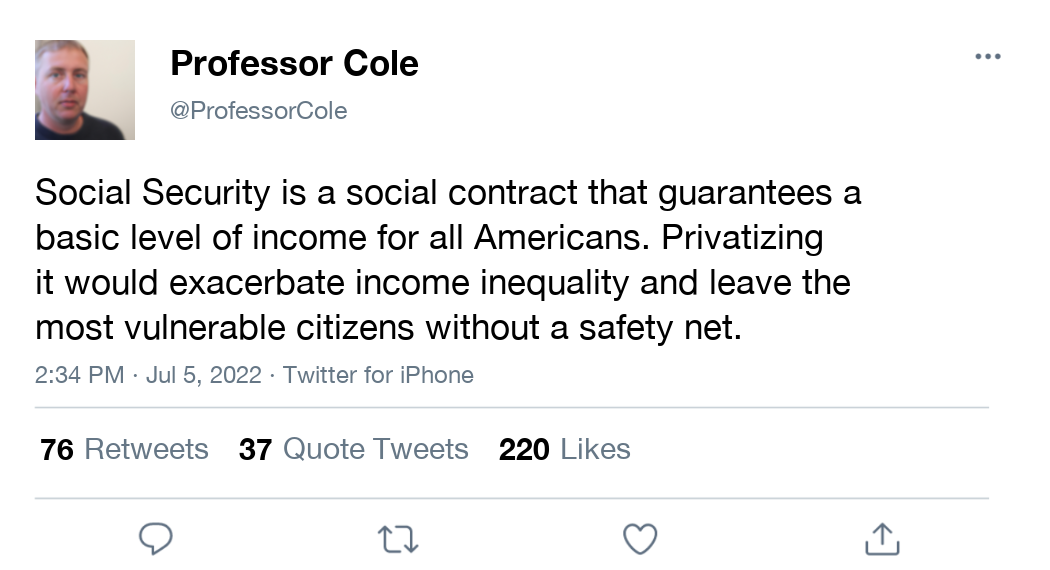 Professor Cole
@ProfessorCole
Social Security is a social contract that guarantees a
basic level of income for all Americans. Privatizing
it would exacerbate income inequality and leave the
most vulnerable citizens without a safety net.
2:34 PM · Jul 5, 2022 · Twitter for iPhone
76 Retweets 37 Quote Tweets 220 Likes